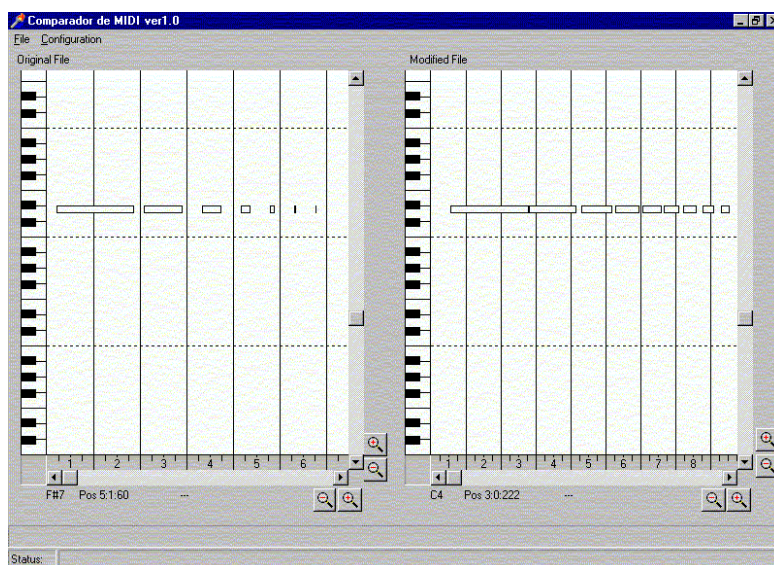 Comparador de MIDI ver1.0
File Configuration
Original File Modified File
1 2 3 4 5 6 1 2 3 4 5 6 7 8
F#7 Pos 5:1:60 --- C4 Pos 3:0:222 ---
Status: